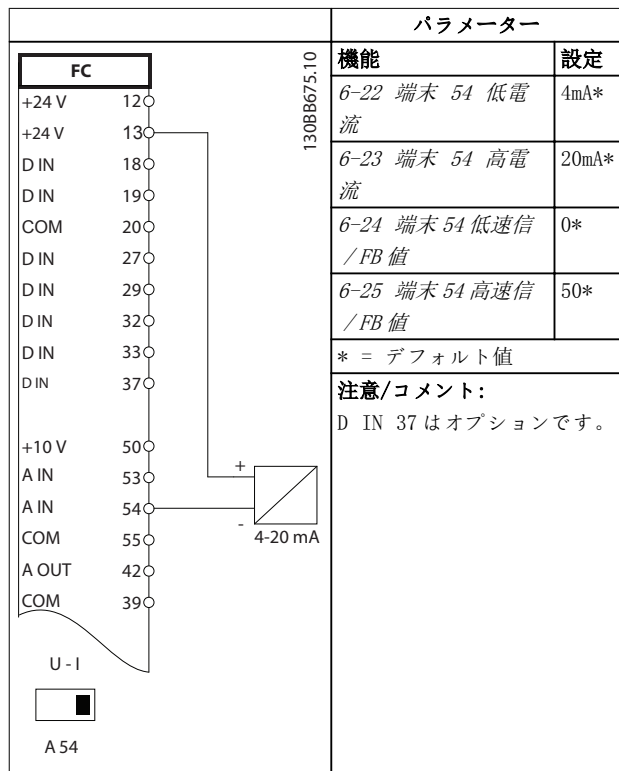 FC
130BB675.10
+24 V 12
+24 V 13
D IN 18
D IN 19
COM 20
D IN 27
D IN 29
D IN 32
D IN 33
D IN 37
+10 V 50
A IN 53
A IN 54
COM 55
A OUT 42
COM 39
+
-
4-20 mA
U - I
A 54
パラメーター
機能 設定
6-22 端末 54 低電 4mA*
流
6-23 端末 54 高電 20mA*
流
6-24 端末 54 低速信 0*
/FB 値
6-25 端末 54 高速信 50*
/FB 値
* = デフォルト値
注意/コメント:
D IN 37 はオプションです。